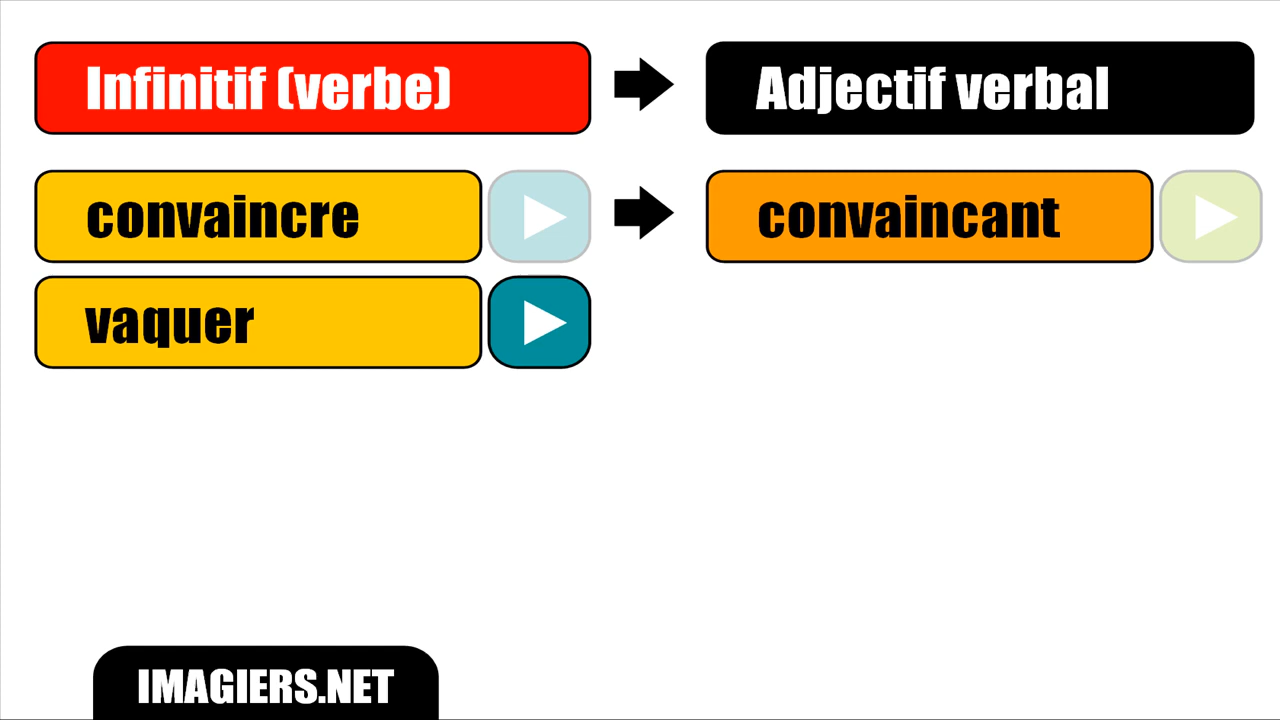 Infinitif (verbe)
Adjectif verbal
convaincre
convaincant
vaquer
IMAGIERS.NET